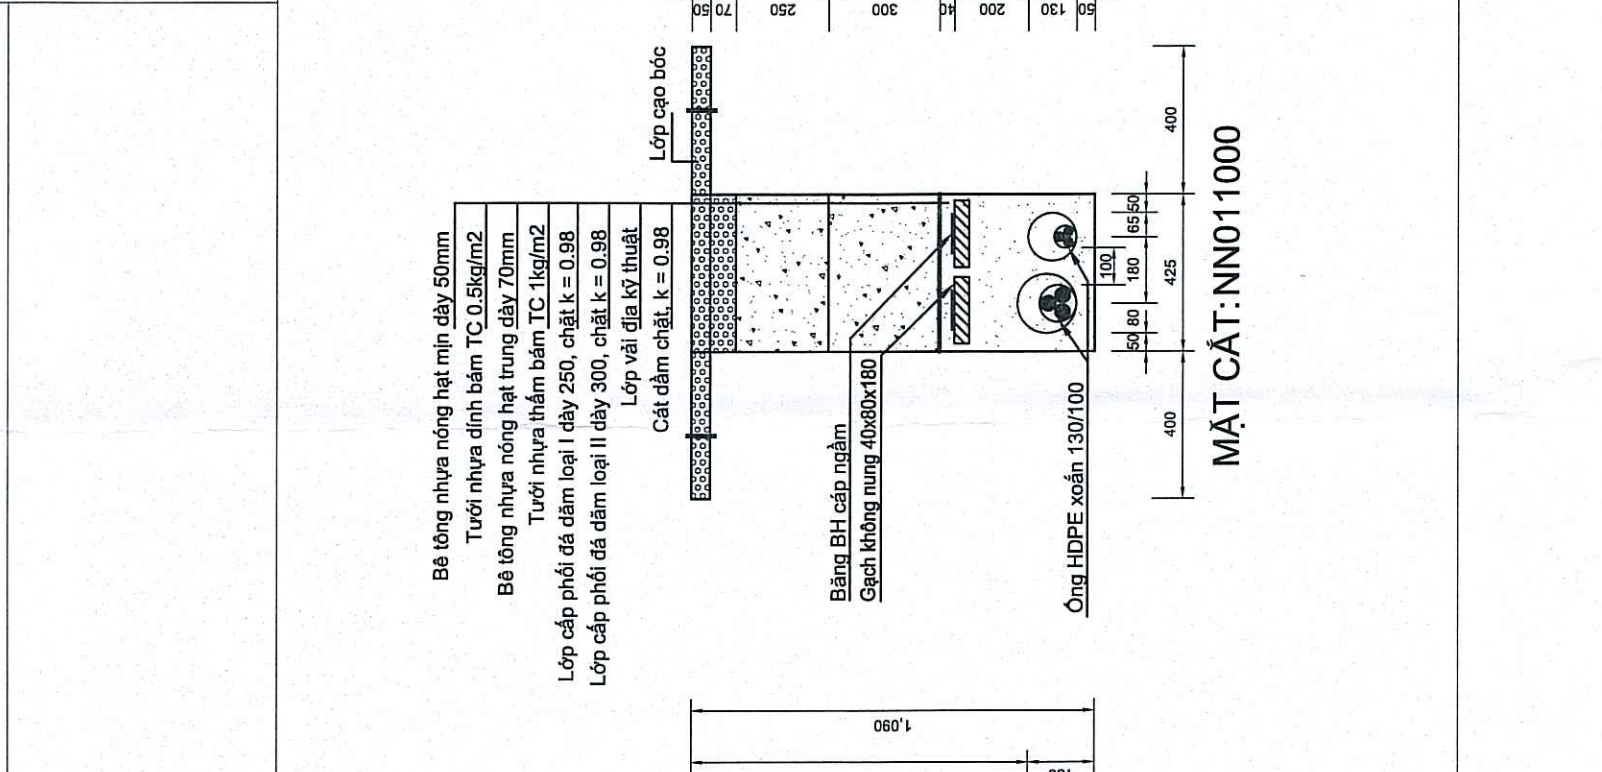 50
70
250
300
40
200
130
50
Lớp cạo bóc
Bê tông nhựa nóng hạt mịn dày 50mm
Tưới nhựa dính bám TC 0.5kg/m2
Bê tông nhựa nóng hạt trung dày 70mm
Tưới nhựa thấm bám TC 1kg/m2
Lớp cấp phối đá dăm loại I dày 250, chặt k = 0.98
Lớp cấp phối đá dăm loại II dày 300, chặt k = 0.98
Lớp vải địa kỹ thuật
Cát đầm chặt, k = 0.98
Băng BH cáp ngầm
Gạch không nung 40x80x180
Ống HDPE xoắn 130/100
100
50 80 180 65 50
400 425 400
MẶT CẮT: NN011000
1,090